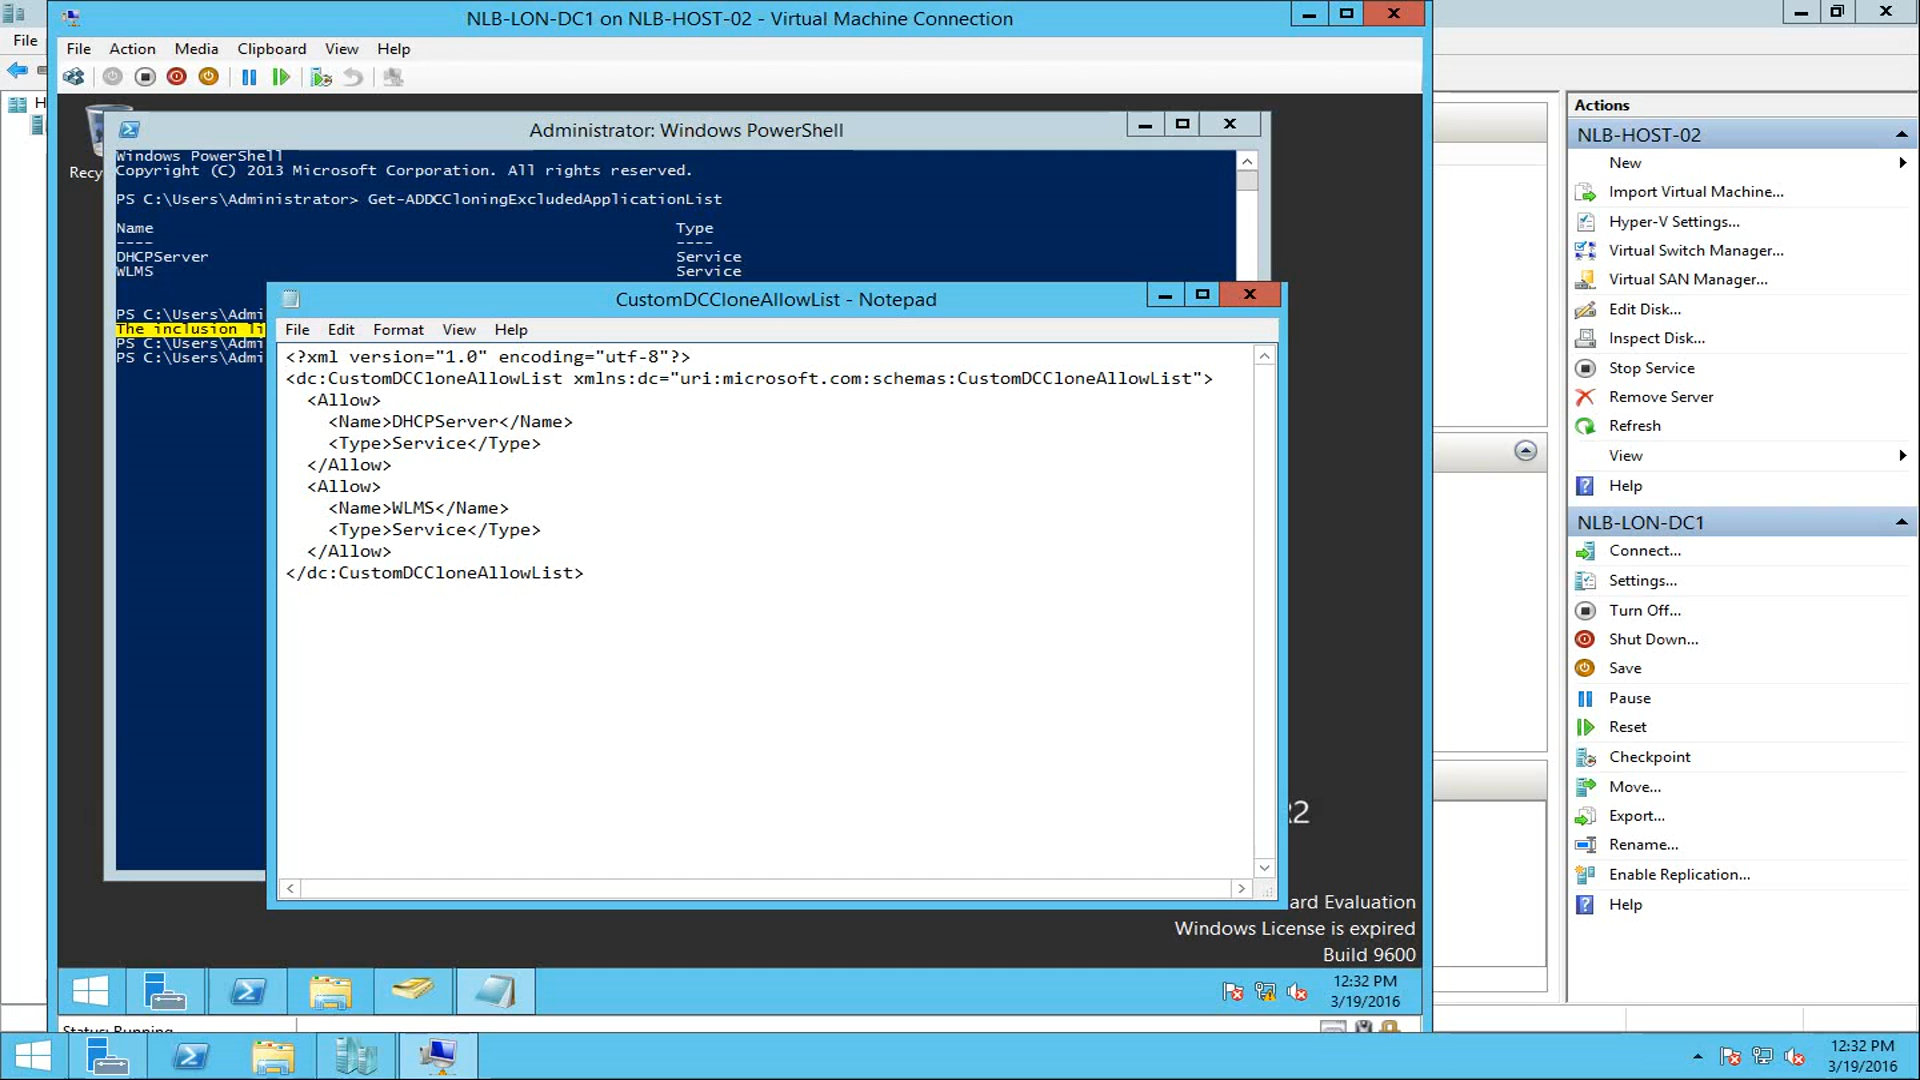 NLB-LON-DC1 on NLB-HOST-02 - Virtual Machine Connection
File
File Action Media Clipboard View Help
H
Administrator: Windows PowerShell
Recy
Windows PowerShell
Copyright (C) 2013 Microsoft Corporation. All rights reserved.
PS C:\Users\Administrator> Get-ADDCCloningExcludedApplicationList
Name Type
---- ----
DHCPServer Service
WLMS Service
PS C:\Users\Admi
The inclusion li
PS C:\Users\Admi
PS C:\Users\Admi
CustomDCCloneAllowList - Notepad
File Edit Format View Help
<?xml version="1.0" encoding="utf-8"?>
<dc:CustomDCCloneAllowList xmlns:dc="uri:microsoft.com:schemas:CustomDCCloneAllowList">
<Allow>
<Name>DHCPServer</Name>
<Type>Service</Type>
</Allow>
<Allow>
<Name>WLMS</Name>
<Type>Service</Type>
</Allow>
</dc:CustomDCCloneAllowList>
R2
ard Evaluation
Windows License is expired
Build 9600
12:32 PM
3/19/2016
Status: Running
Actions
NLB-HOST-02
New
Import Virtual Machine...
Hyper-V Settings...
Virtual Switch Manager...
Virtual SAN Manager...
Edit Disk...
Inspect Disk...
Stop Service
Remove Server
Refresh
View
Help
NLB-LON-DC1
Connect...
Settings...
Turn Off...
Shut Down...
Save
Pause
Reset
Checkpoint
Move...
Export...
Rename...
Enable Replication...
Help
12:32 PM
3/19/2016